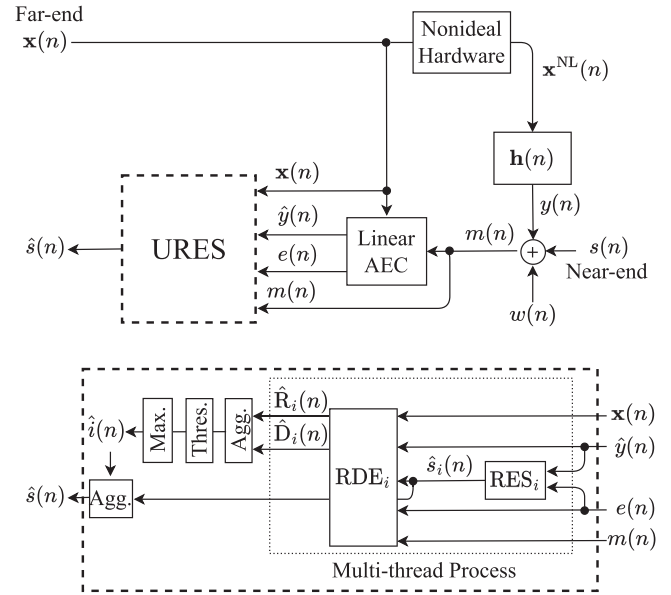 Far-end
x(n)
Nonideal
Hardware
x^NL(n)
h(n)
x(n)
y(n)
ŷ(n)
ŝ(n)
URES
Linear
AEC
m(n)
+
s(n)
e(n)
Near-end
m(n)
w(n)
R̂_i(n)
x(n)
î(n)
Max.
Thres.
Agg.
D̂_i(n)
ŷ(n)
RDE_i
ŝ_i(n)
RES_i
ŝ(n)
Agg.
e(n)
m(n)
Multi-thread Process